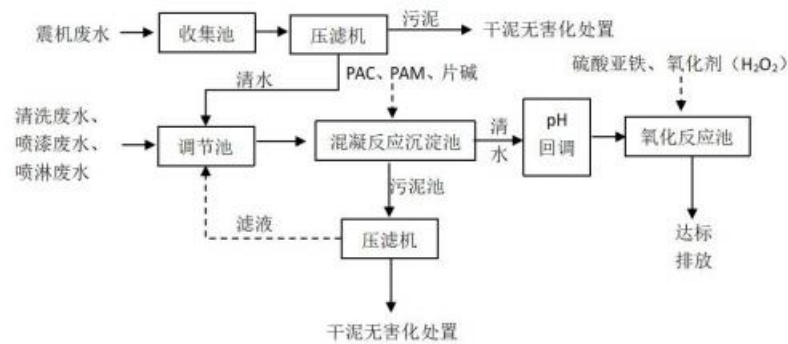 震机废水
收集池
压滤机
污泥
干泥无害化处置
清水
PAC、PAM、片碱
硫酸亚铁、氧化剂（H₂O₂）
清洗废水、
喷漆废水、
喷淋废水
调节池
混凝反应沉淀池
清
水
pH
回调
氧化反应池
污泥池
滤液
压滤机
达标
排放
干泥无害化处置